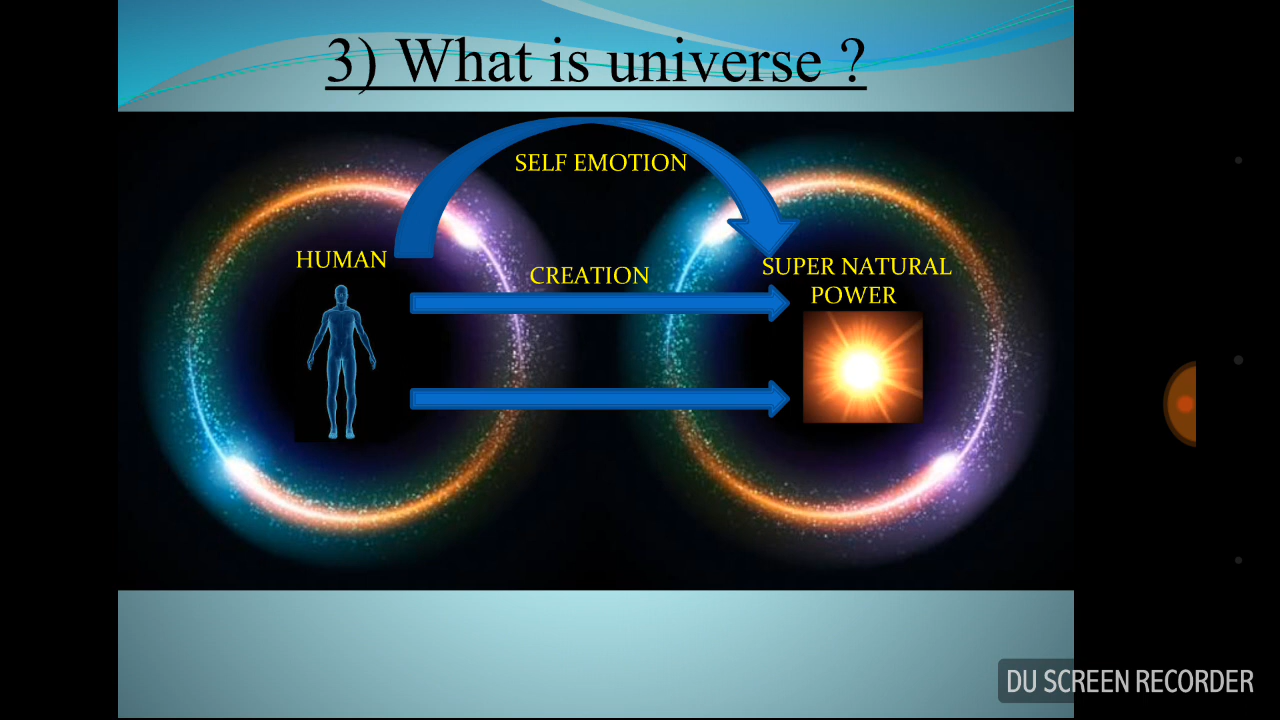 3) What is universe ?
SELF EMOTION
HUMAN
CREATION
SUPER NATURAL
POWER
DU SCREEN RECORDER